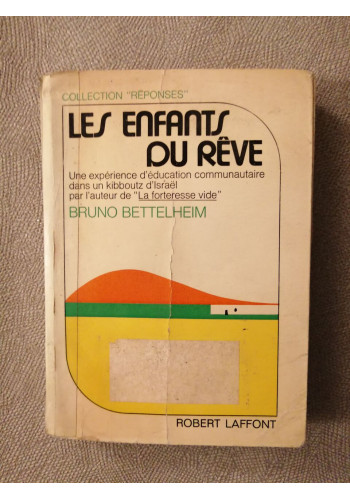 COLLECTION "RÉPONSES"
LES ENFANTS
DU RÊVE
Une expérience d'éducation communautaire
dans un kibboutz d'Israël
par l'auteur de "La forteresse vide"
BRUNO BETTELHEIM
ROBERT LAFFONT